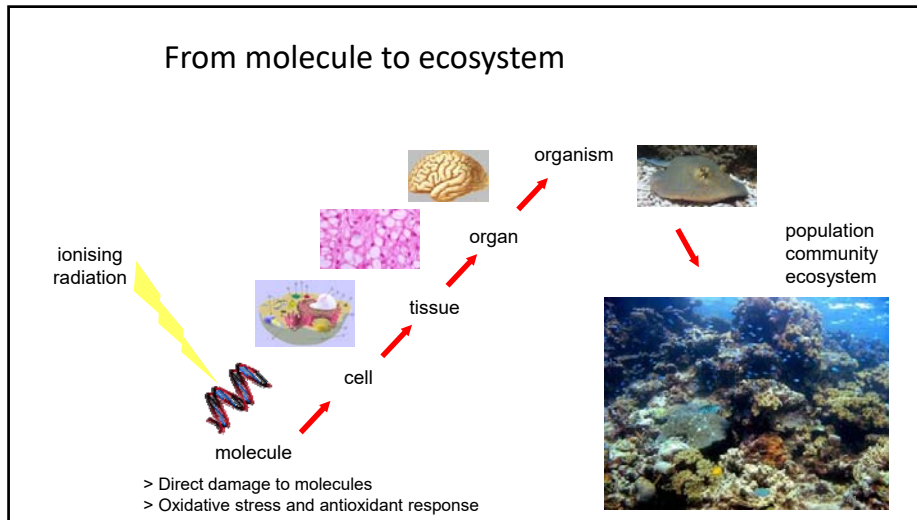 From molecule to ecosystem
organism
organ
population
community
ecosystem
ionising
radiation
tissue
cell
molecule
> Direct damage to molecules
> Oxidative stress and antioxidant response